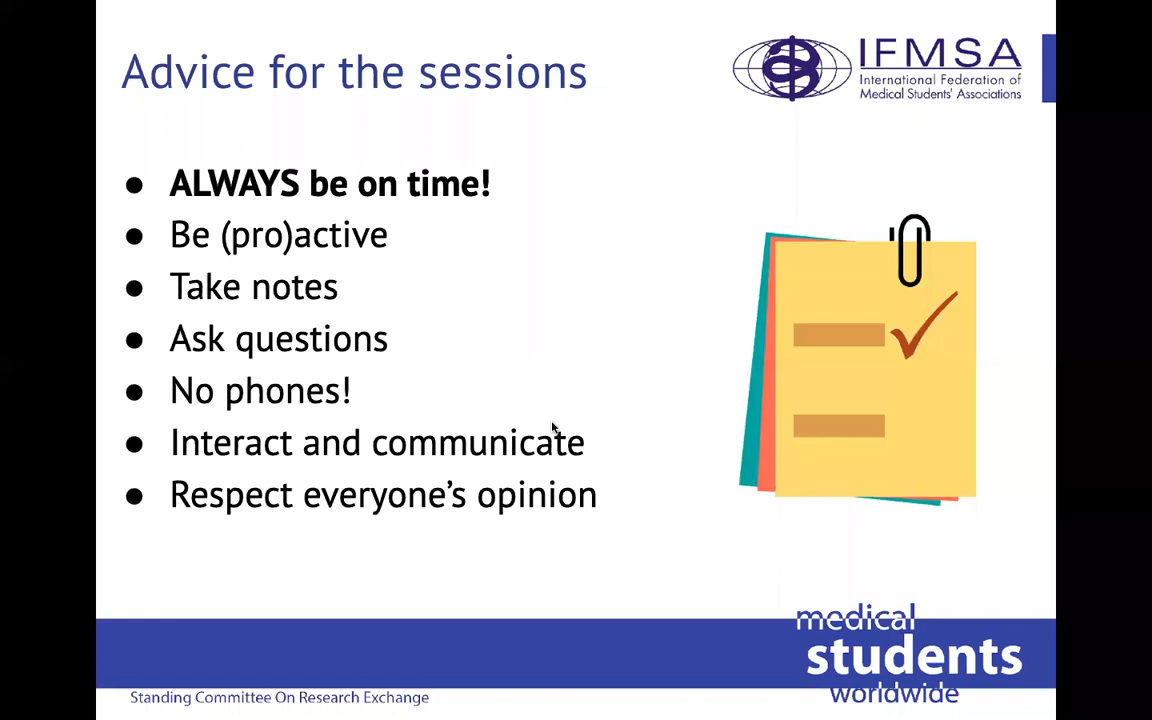 Advice for the sessions
IFMSA
International Federation of
Medical Students' Associations
● ALWAYS be on time!
● Be (pro)active
● Take notes
● Ask questions
● No phones!
● Interact and communicate
● Respect everyone’s opinion
medical
students
worldwide
Standing Committee On Research Exchange